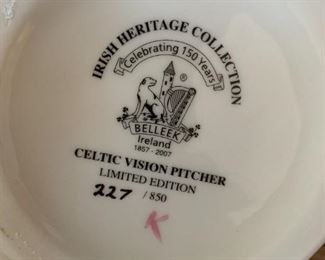 IRISH HERITAGE COLLECTION
Celebrating 150 Years
®
BELLEEK
Ireland
1857 - 2007
CELTIC VISION PITCHER
LIMITED EDITION
227 / 850
K